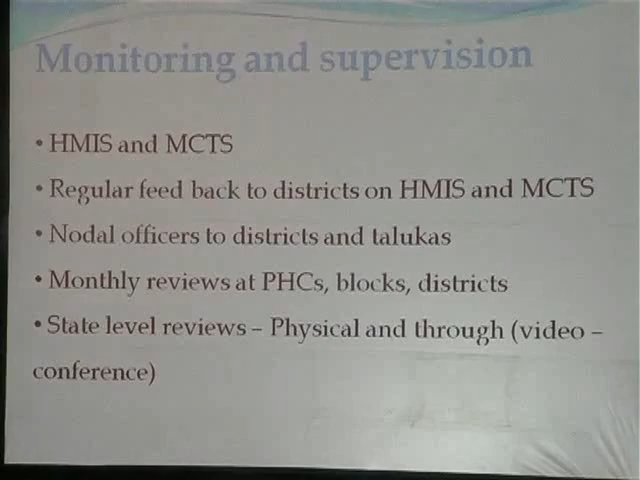 Monitoring and supervision
• HMIS and MCTS
• Regular feed back to districts on HMIS and MCTS
• Nodal officers to districts and talukas
• Monthly reviews at PHCs, blocks, districts
• State level reviews – Physical and through (video –
conference)